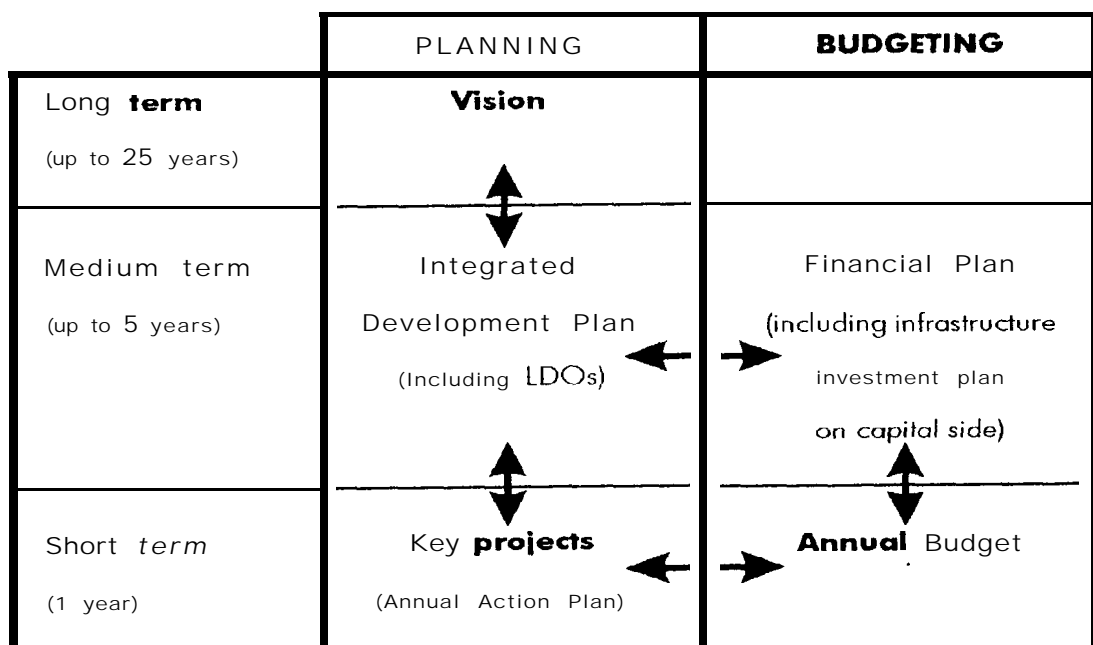 PLANNING
BUDGETING
Long term
(up to 25 years)
Vision
Medium term
(up to 5 years)
Integrated
Development Plan
(Including LDOs)
Financial Plan
(including infrastructure
investment plan
on capital side)
Short term
(1 year)
Key projects
(Annual Action Plan)
Annual Budget